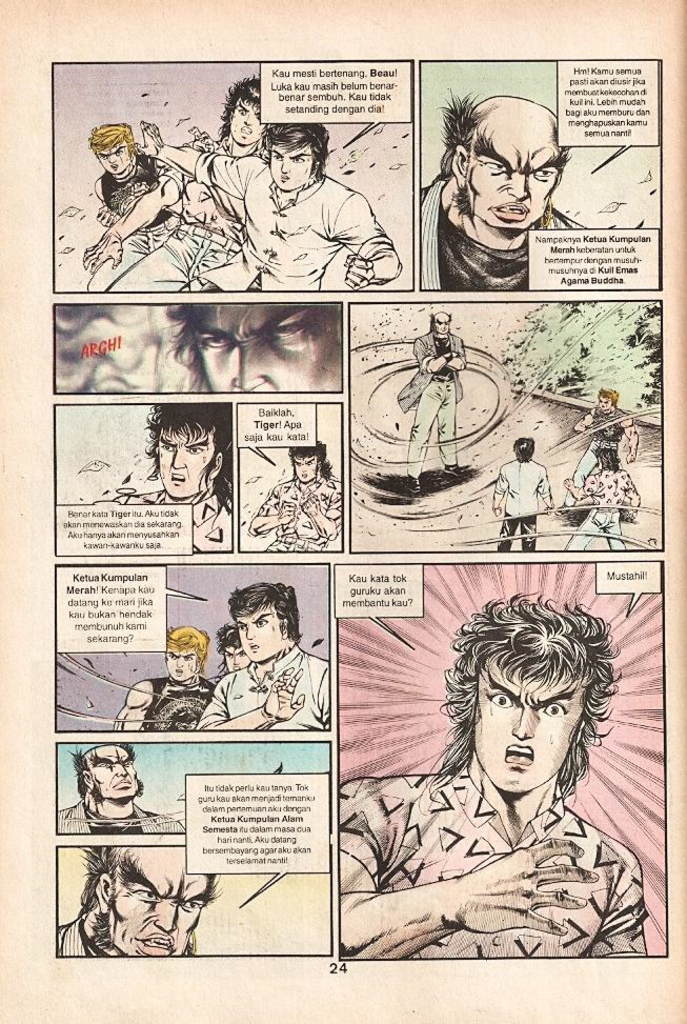 Kau mesti bertenang, Beau!
Luka kau masih belum benar-
benar sembuh. Kau tidak
setanding dengan dia!
Hm! Kamu semua
pasti akan diusir jika
membuat kekecohan di
kuil ini. Lebih mudah
bagi aku memburu dan
menghapuskan kamu
semua nanti!
Nampaknya Ketua Kumpulan
Merah keberatan untuk
bertempur dengan musuh-
musuhnya di Kuil Emas
Agama Buddha.
ARGH!
Benar kata Tiger itu. Aku tidak
akan menewaskan dia sekarang.
Aku hanya akan menyusahkan
kawan-kawanku saja.
Baiklah,
Tiger! Apa
saja kau kata!
Ketua Kumpulan
Merah! Kenapa kau
datang ke mari jika
kau bukan hendak
membunuh kami
sekarang?
Kau kata tok
guruku akan
membantu kau?
Mustahil!
Itu tidak perlu kau tanya. Tok
guru kau akan menjadi temanku
dalam pertemuan aku dengan
Ketua Kumpulan Alam
Semesta itu dalam masa dua
hari nanti. Aku datang
bersembayang agar aku akan
terselamat nanti!
24